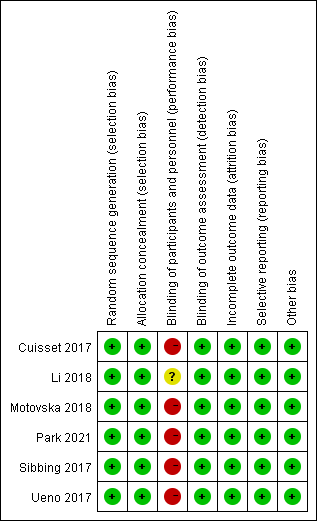 Random sequence generation (selection bias)
Allocation concealment (selection bias)
Blinding of participants and personnel (performance bias)
Blinding of outcome assessment (detection bias)
Incomplete outcome data (attrition bias)
Selective reporting (reporting bias)
Other bias
Cuisset 2017 + + - + + + +
Li 2018 + + ? + + + +
Motovska 2018 + + - + + + +
Park 2021 + + - + + + +
Sibbing 2017 + + - + + + +
Ueno 2017 + + - + + + +